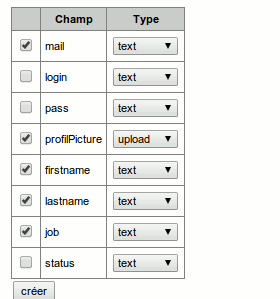 Champ Type
mail text
login text
pass text
profilPicture upload
firstname text
lastname text
job text
status text
créer